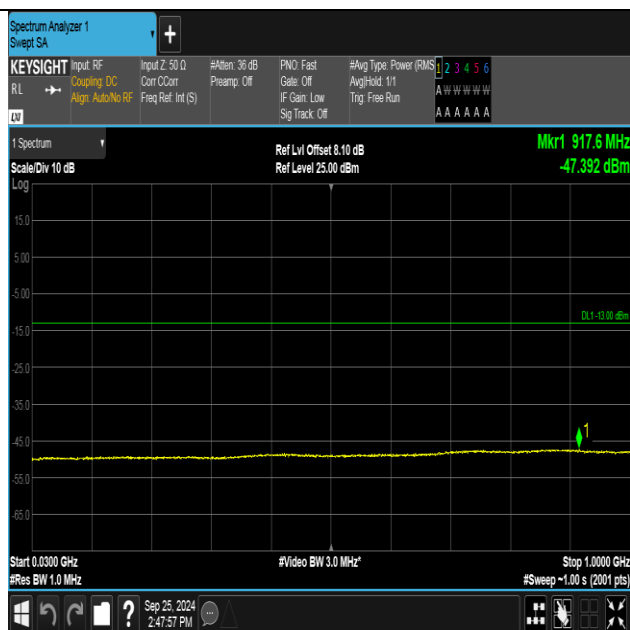 Spectrum Analyzer 1
Swept SA
+
KEYSIGHT
RL
LXI
Input: RF
Coupling: DC
Align: Auto/No RF
Input Z: 50 Ω
Corr CCorr
Freq Ref: Int (S)
#Atten: 36 dB
Preamp: Off
PNO: Fast
Gate: Off
IF Gain: Low
Sig Track: Off
#Avg Type: Power (RMS
Avg|Hold: 1/1
Trig: Free Run
1 2 3 4 5 6
A W W W W W
A A A A A A
1 Spectrum
Scale/Div 10 dB
Ref Lvl Offset 8.10 dB
Ref Level 25.00 dBm
Mkr1 917.6 MHz
-47.392 dBm
Log
15.0
5.00
-5.00
DL1 -13.00 dBm
-15.0
-25.0
-35.0
1
-45.0
-55.0
-65.0
Start 0.0300 GHz
#Video BW 3.0 MHz*
Stop 1.0000 GHz
#Res BW 1.0 MHz
#Sweep ~1.00 s (2001 pts)
?
Sep 25, 2024
2:47:57 PM